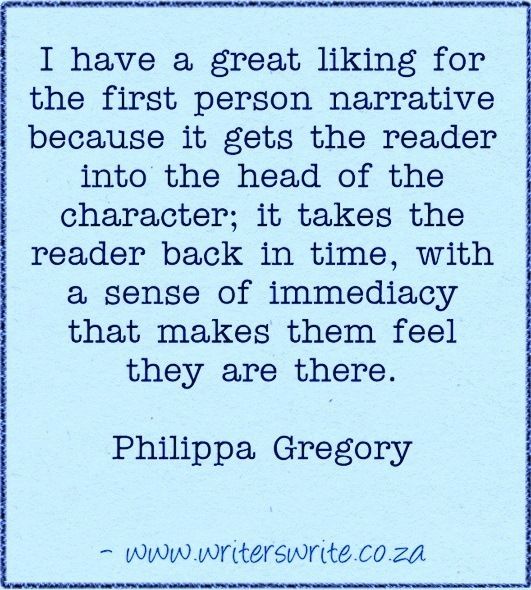 I have a great liking for
the first person narrative
because it gets the reader
into the head of the
character; it takes the
reader back in time, with
a sense of immediacy
that makes them feel
they are there.
Philippa Gregory
- www.writerswrite.co.za